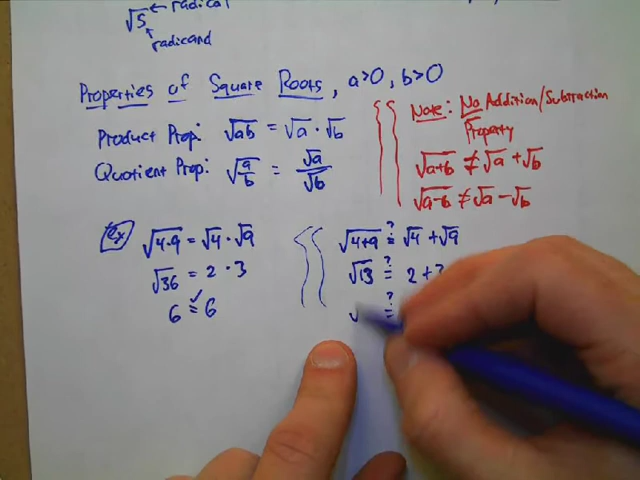 √5 ← radical
radicand
Properties of Square Roots, a>0, b>0
Product Prop: √ab = √a · √b
Quotient Prop: √(a/b) = √a/√b
Note: No Addition/Subtraction
Property
√a+b ≠ √a + √b
√a-b ≠ √a - √b
Ex
√4·9 = √4 · √9
√36 = 2 · 3
6 = 6 ✓
√4+9 ?= √4 + √9
√13 ?= 2 +
√ ?=